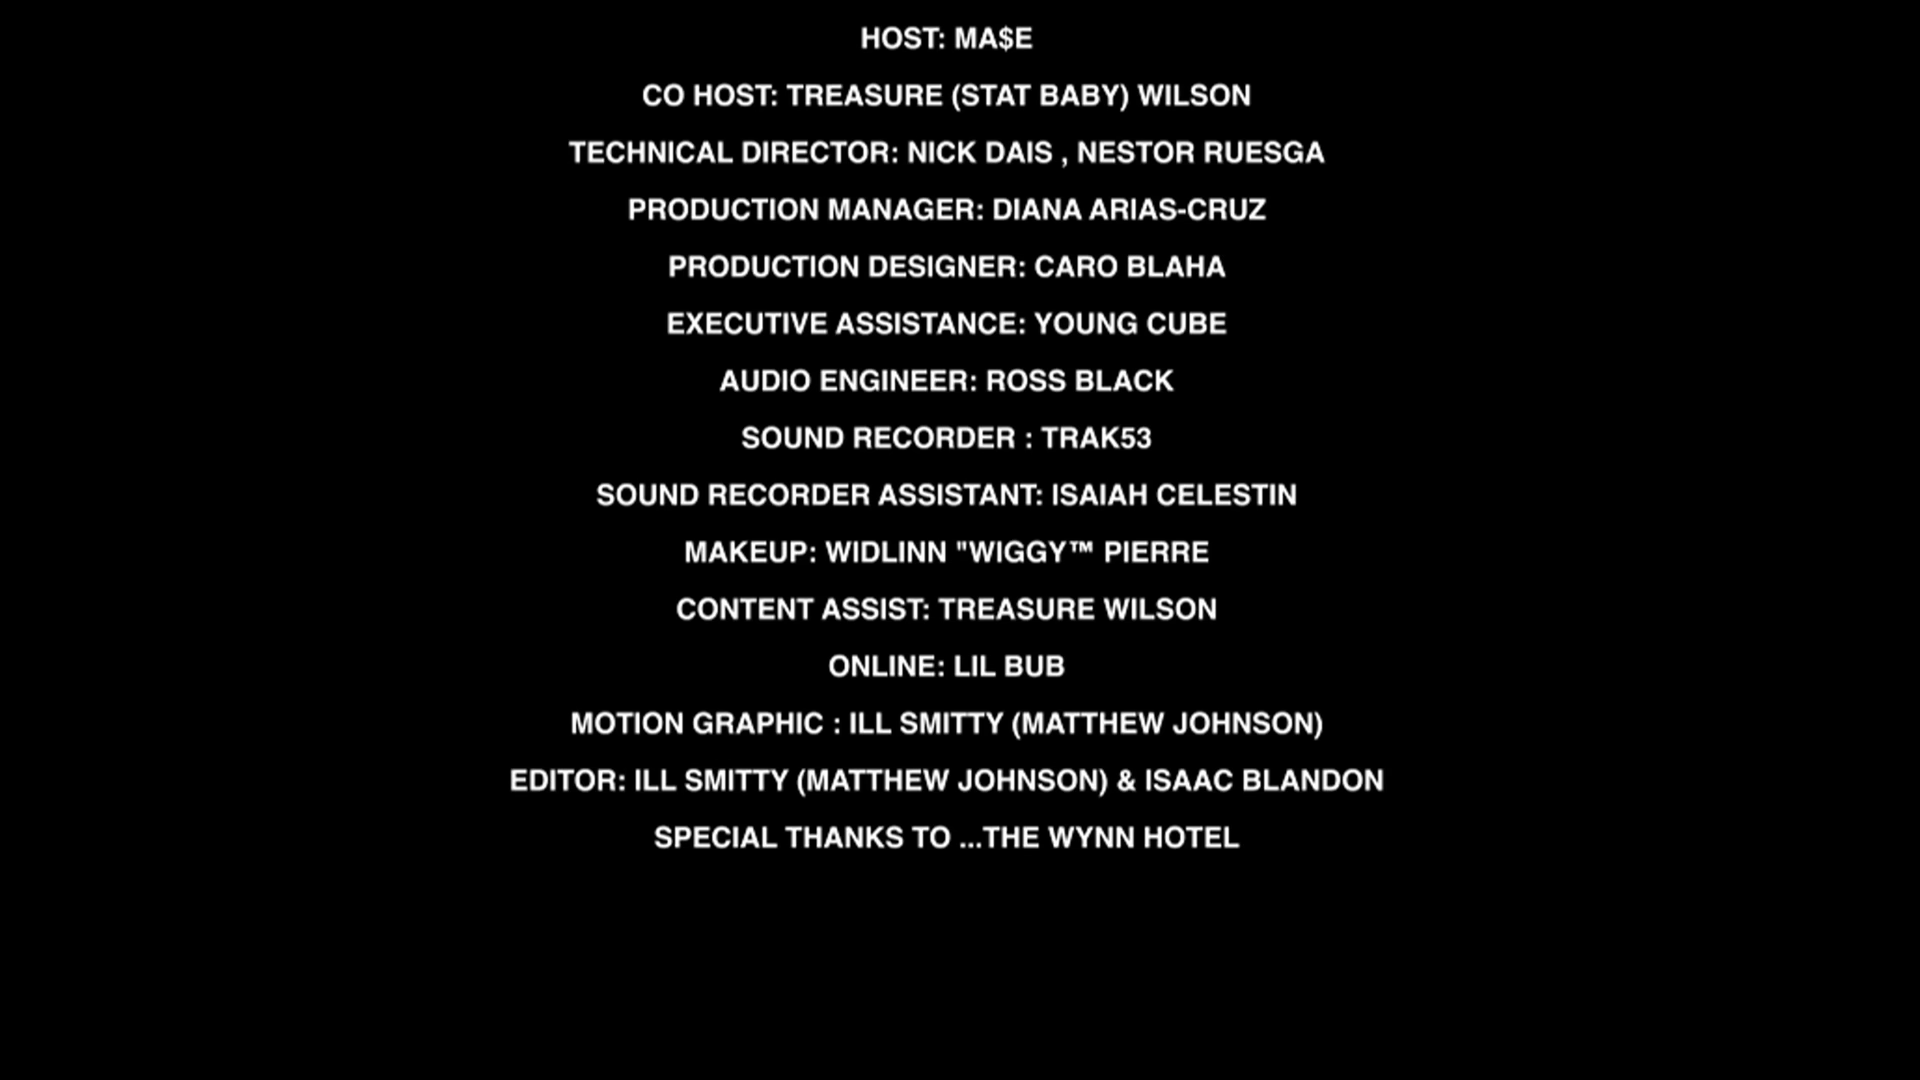 HOST: MA$E
CO HOST: TREASURE (STAT BABY) WILSON
TECHNICAL DIRECTOR: NICK DAIS , NESTOR RUESGA
PRODUCTION MANAGER: DIANA ARIAS-CRUZ
PRODUCTION DESIGNER: CARO BLAHA
EXECUTIVE ASSISTANCE: YOUNG CUBE
AUDIO ENGINEER: ROSS BLACK
SOUND RECORDER : TRAK53
SOUND RECORDER ASSISTANT: ISAIAH CELESTIN
MAKEUP: WIDLINN "WIGGY™ PIERRE
CONTENT ASSIST: TREASURE WILSON
ONLINE: LIL BUB
MOTION GRAPHIC : ILL SMITTY (MATTHEW JOHNSON)
EDITOR: ILL SMITTY (MATTHEW JOHNSON) & ISAAC BLANDON
SPECIAL THANKS TO ...THE WYNN HOTEL